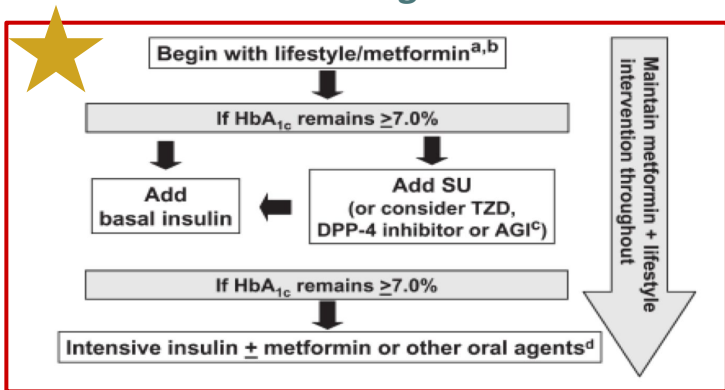 Begin with lifestyle/metformin^a,b
If HbA1c remains ≥7.0%
Add
basal insulin
Add SU
(or consider TZD,
DPP-4 inhibitor or AGI^c)
If HbA1c remains ≥7.0%
Intensive insulin ± metformin or other oral agents^d
Maintain metformin + lifestyle
intervention throughout